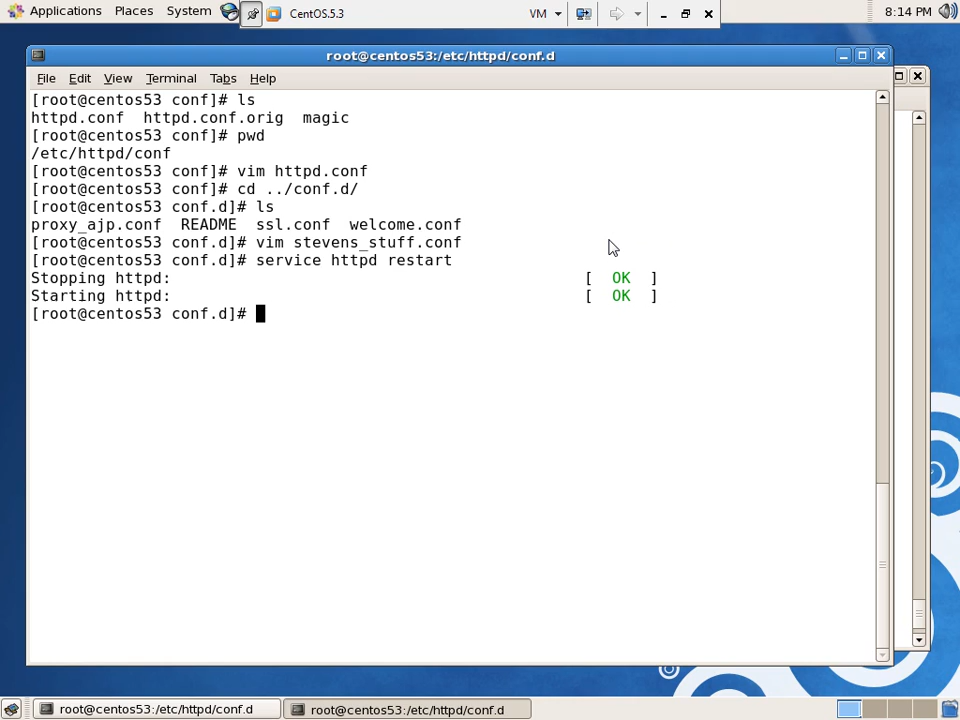 Applications Places System CentOS.5.3 VM 8:14 PM
root@centos53:/etc/httpd/conf.d
File Edit View Terminal Tabs Help
[root@centos53 conf]# ls
httpd.conf httpd.conf.orig magic
[root@centos53 conf]# pwd
/etc/httpd/conf
[root@centos53 conf]# vim httpd.conf
[root@centos53 conf]# cd ../conf.d/
[root@centos53 conf.d]# ls
proxy_ajp.conf README ssl.conf welcome.conf
[root@centos53 conf.d]# vim stevens_stuff.conf
[root@centos53 conf.d]# service httpd restart
Stopping httpd: [ OK ]
Starting httpd: [ OK ]
[root@centos53 conf.d]#
root@centos53:/etc/httpd/conf.d root@centos53:/etc/httpd/conf.d